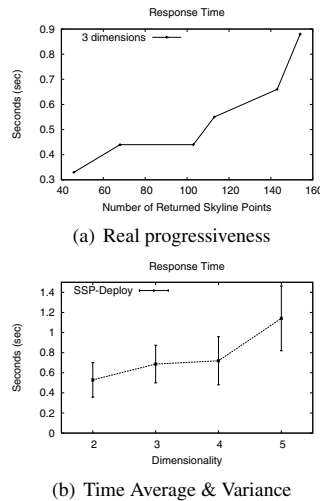 Response Time
3 dimensions
Seconds (sec)
0.9
0.8
0.7
0.6
0.5
0.4
0.3
40 60 80 100 120 140 160
Number of Returned Skyline Points
(a) Real progressiveness
Response Time
SSP-Deploy
Seconds (sec)
1.4
1.2
1
0.8
0.6
0.4
0.2
0
2 3 4 5
Dimensionality
(b) Time Average & Variance